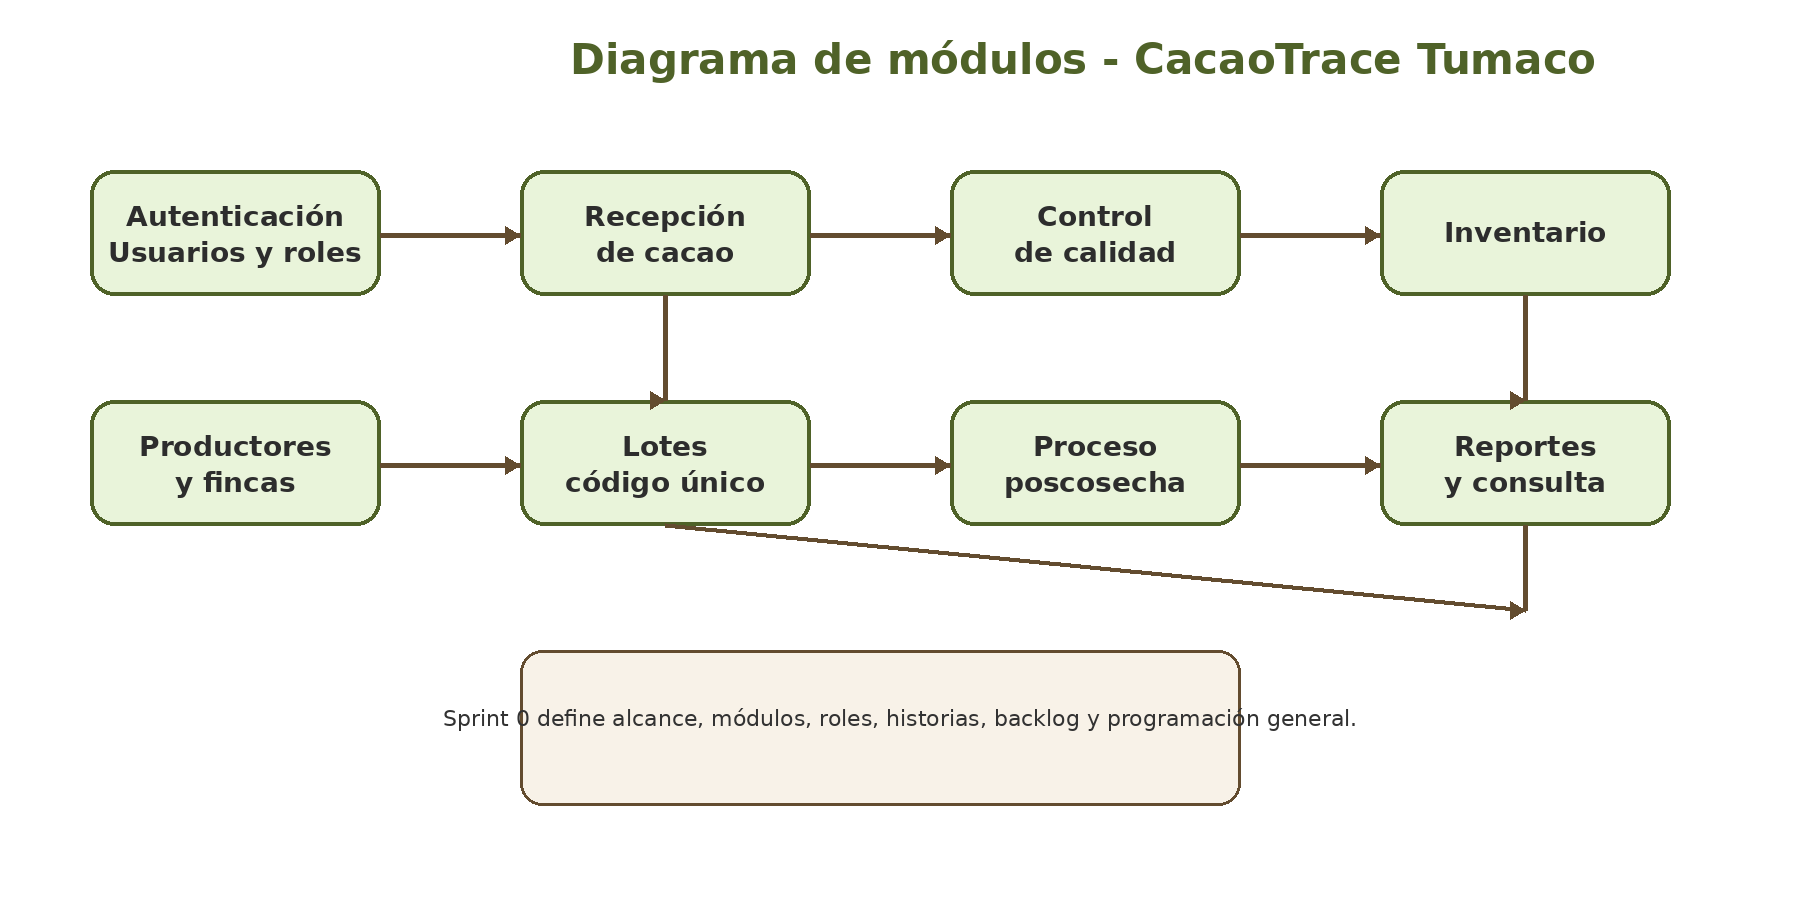 Diagrama de módulos - CacaoTrace Tumaco
Autenticación
Usuarios y roles
Recepción
de cacao
Control
de calidad
Inventario
Productores
y fincas
Lotes
código único
Proceso
poscosecha
Reportes
y consulta
Sprint 0 define alcance, módulos, roles, historias, backlog y programación general.